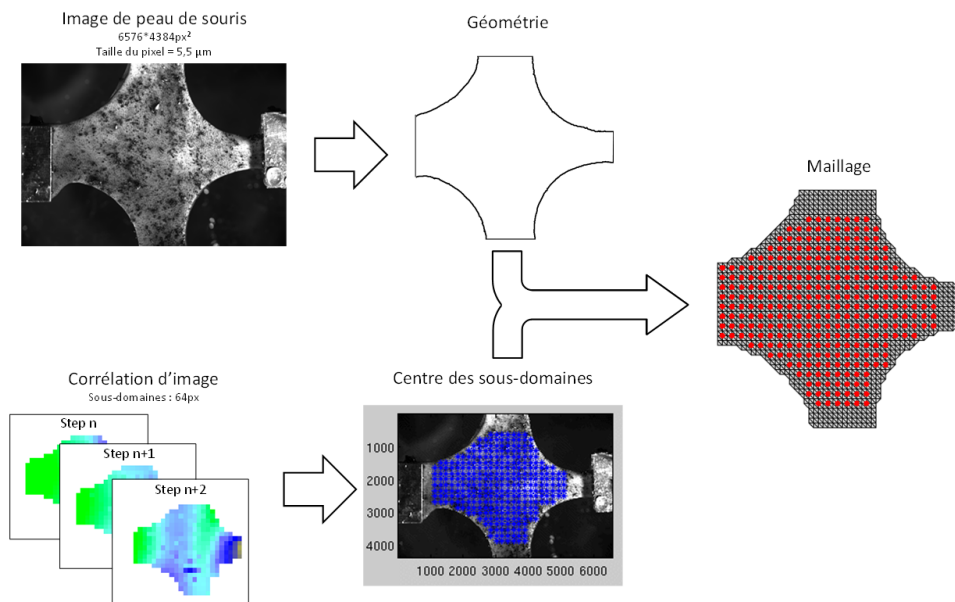 Image de peau de souris
6576*4384px²
Taille du pixel = 5,5 µm
Géométrie
Maillage
Corrélation d'image
Sous-domaines : 64px
Step n
Step n+1
Step n+2
Centre des sous-domaines
1000
2000
3000
4000
1000 2000 3000 4000 5000 6000